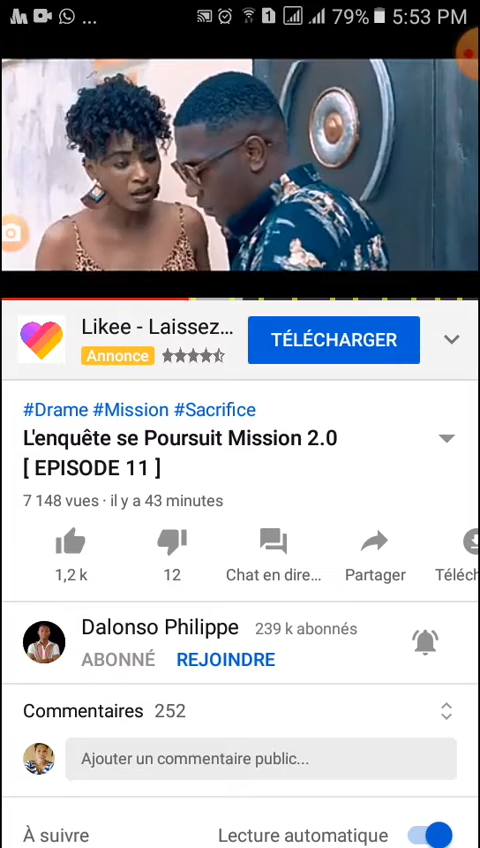 ... 1 79% 5:53 PM
Likee - Laissez...
TÉLÉCHARGER
Annonce
#Drame #Mission #Sacrifice
L'enquête se Poursuit Mission 2.0
[ EPISODE 11 ]
7 148 vues · il y a 43 minutes
1,2 k 12 Chat en dire... Partager Téléch
Dalonso Philippe 239 k abonnés
ABONNÉ REJOINDRE
Commentaires 252
Ajouter un commentaire public...
À suivre Lecture automatique